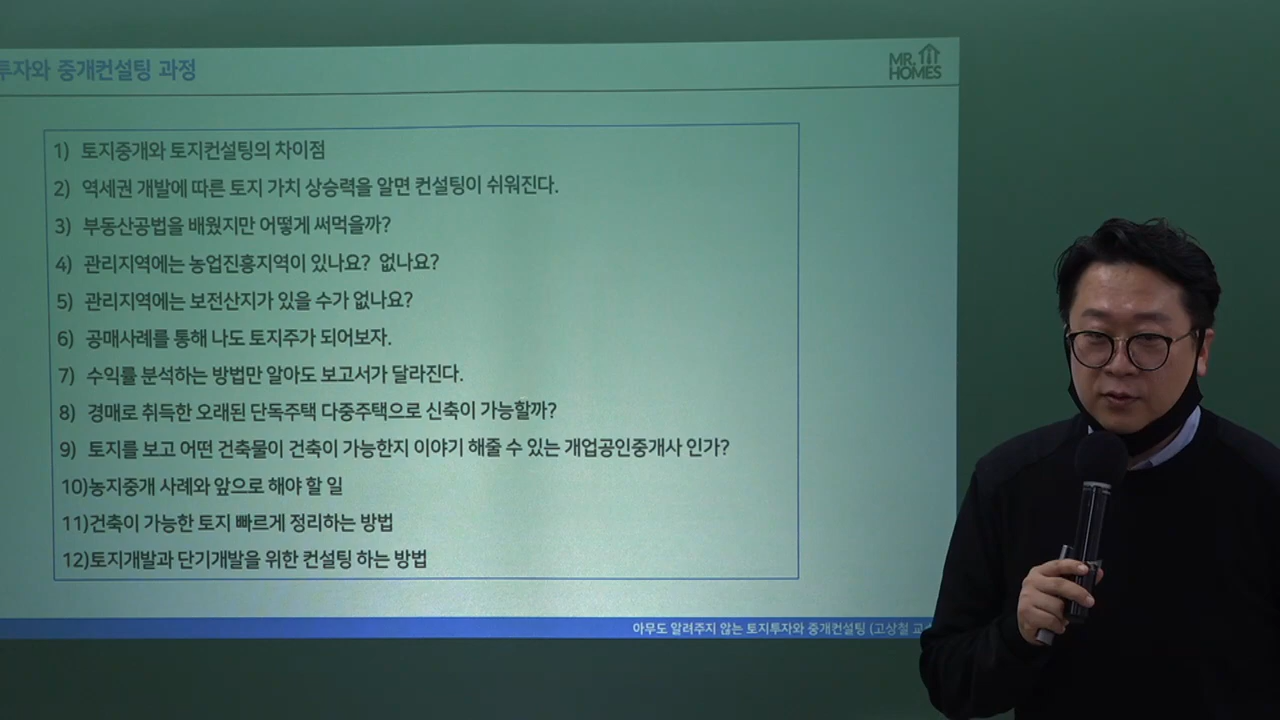 투자와 중개컨설팅 과정
MR.
HOMES
1) 토지중개와 토지컨설팅의 차이점
2) 역세권 개발에 따른 토지 가치 상승력을 알면 컨설팅이 쉬워진다.
3) 부동산공법을 배웠지만 어떻게 써먹을까?
4) 관리지역에는 농업진흥지역이 있나요? 없나요?
5) 관리지역에는 보전산지가 있을 수가 없나요?
6) 공매사례를 통해 나도 토지주가 되어보자.
7) 수익률 분석하는 방법만 알아도 보고서가 달라진다.
8) 경매로 취득한 오래된 단독주택 다중주택으로 신축이 가능할까?
9) 토지를 보고 어떤 건축물이 건축이 가능한지 이야기 해줄 수 있는 개업공인중개사 인가?
10)농지중개 사례와 앞으로 해야 할 일
11)건축이 가능한 토지 빠르게 정리하는 방법
12)토지개발과 단기개발을 위한 컨설팅 하는 방법
아무도 알려주지 않는 토지투자와 중개컨설팅 (고상철 교